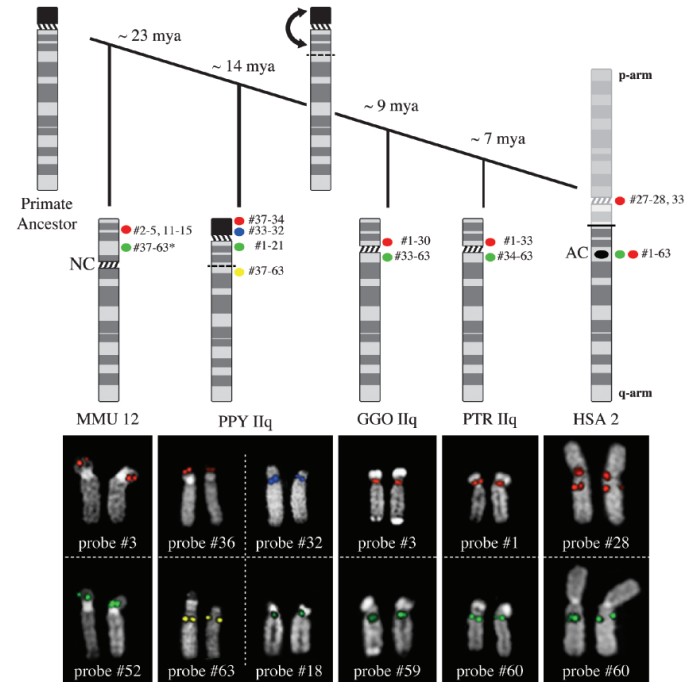 ~ 23 mya
~ 14 mya
~ 9 mya
~ 7 mya
p-arm
Primate
Ancestor
#2-5, 11-15
#37-63*
NC
#37-34
#33-32
#1-21
#37-63
#1-30
#33-63
#1-33
#34-63
#27-28, 33
AC
#1-63
q-arm
MMU 12
PPY IIq
GGO IIq
PTR IIq
HSA 2
probe #3
probe #36
probe #32
probe #3
probe #1
probe #28
probe #52
probe #63
probe #18
probe #59
probe #60
probe #60